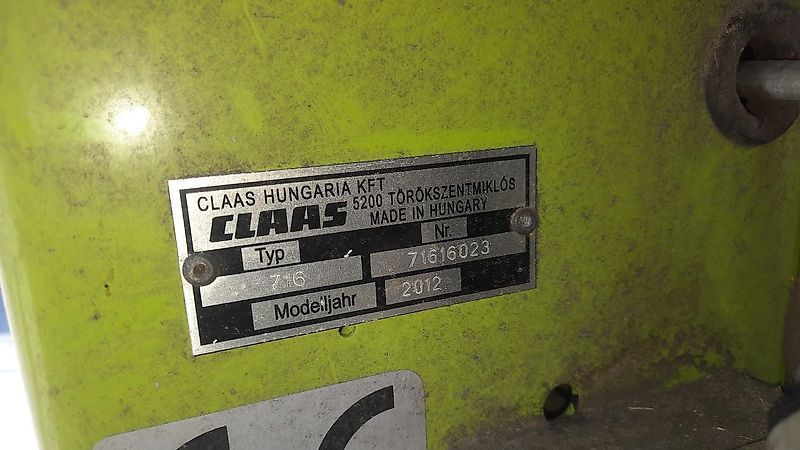 CLAAS HUNGARIA KFT
5200 TÖRÖKSZENTMIKLÓS
CLAAS MADE IN HUNGARY
Typ Nr.
716 71616023
Modelljahr 2012